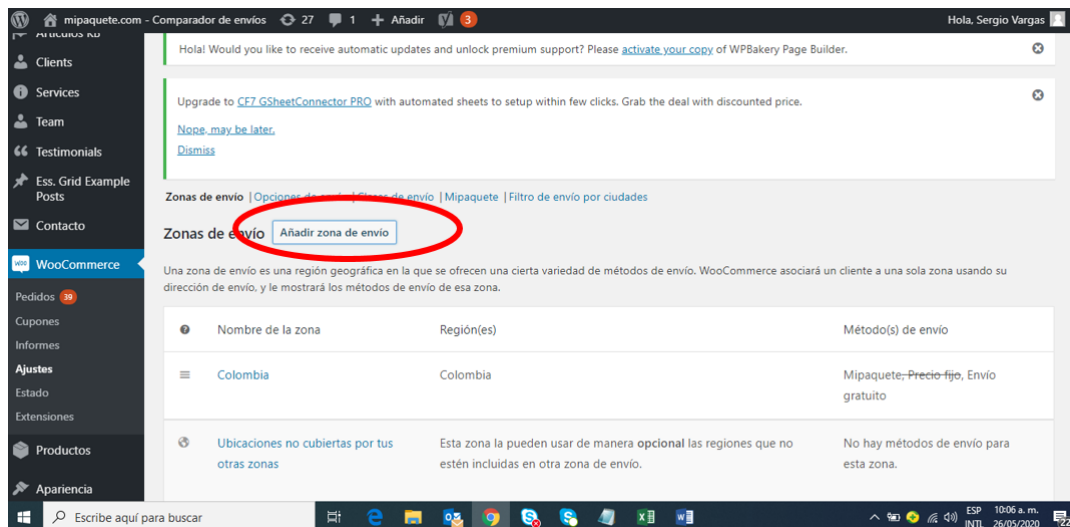 mipaquete.com - Comparador de envíos 27 1 + Añadir 3 Hola, Sergio Vargas
Artículos KB
Clients
Services
Team
Testimonials
Ess. Grid Example
Posts
Contacto
WooCommerce
Pedidos 39
Cupones
Informes
Ajustes
Estado
Extensiones
Productos
Apariencia
Hola! Would you like to receive automatic updates and unlock premium support? Please activate your copy of WPBakery Page Builder.
Upgrade to CF7 GSheetConnector PRO with automated sheets to setup within few clicks. Grab the deal with discounted price.
Nope, may be later.
Dismiss
Zonas de envío | Opciones de envío | Clases de envío | Mipaquete | Filtro de envío por ciudades
Zonas de envío Añadir zona de envío
Una zona de envío es una región geográfica en la que se ofrecen una cierta variedad de métodos de envío. WooCommerce asociará un cliente a una sola zona usando su
dirección de envío, y le mostrará los métodos de envío de esa zona.
Nombre de la zona Región(es) Método(s) de envío
Colombia Colombia Mipaquete, Precio fijo, Envío
gratuito
Ubicaciones no cubiertas por tus Esta zona la pueden usar de manera opcional las regiones que no No hay métodos de envío para
otras zonas estén incluidas en otra zona de envío. esta zona.
Escribe aquí para buscar ESP 10:06 a. m.
INTL 26/05/2020 22